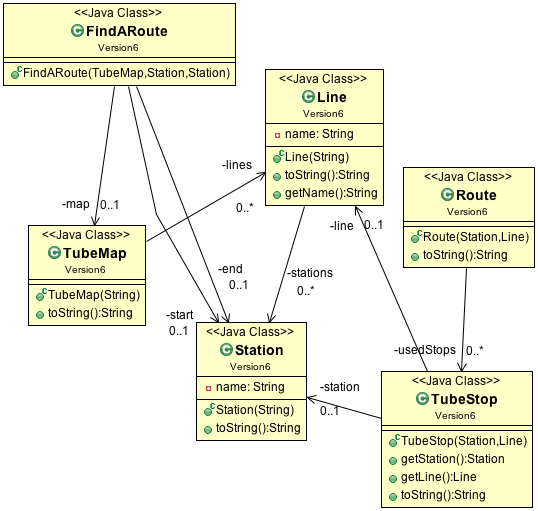 <<Java Class>>
FindARoute
Version6
FindARoute(TubeMap,Station,Station)
<<Java Class>>
Line
Version6
name: String
Line(String)
toString():String
getName():String
-lines
0..*
<<Java Class>>
Route
Version6
Route(Station,Line)
toString():String
-map
0..1
<<Java Class>>
TubeMap
Version6
TubeMap(String)
toString():String
-line
0..1
-end
0..1
-stations
0..*
-start
0..1
<<Java Class>>
Station
Version6
name: String
Station(String)
toString():String
-usedStops
0..*
-station
0..1
<<Java Class>>
TubeStop
Version6
TubeStop(Station,Line)
getStation():Station
getLine():Line
toString():String